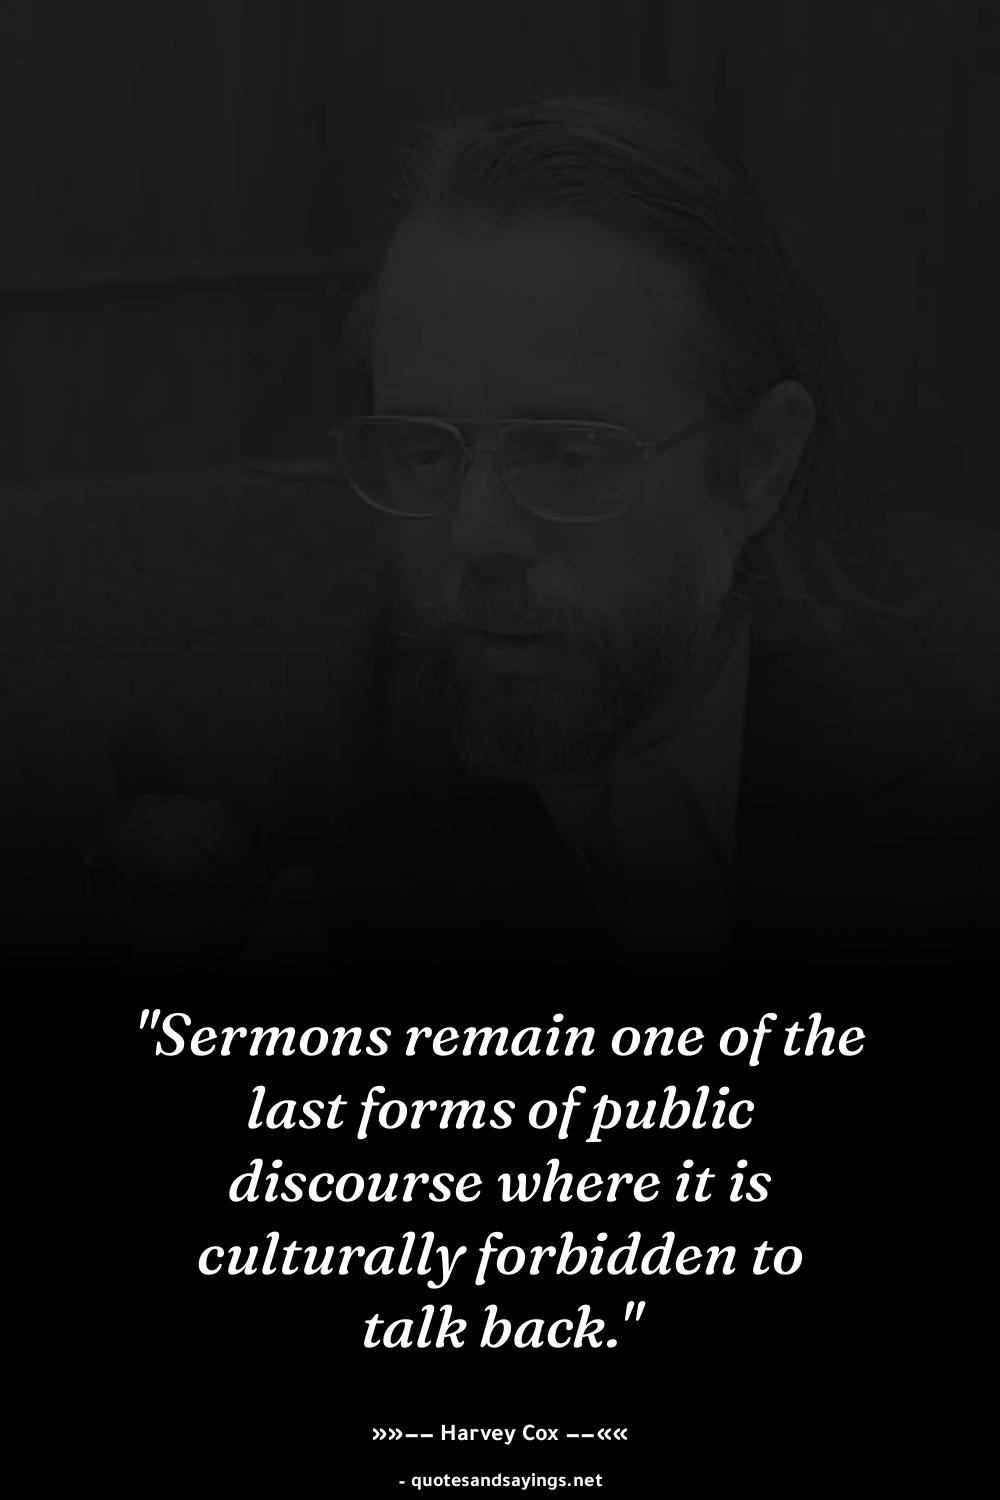 "Sermons remain one of the
last forms of public
discourse where it is
culturally forbidden to
talk back."
»»–– Harvey Cox ––««
- quotesandsayings.net